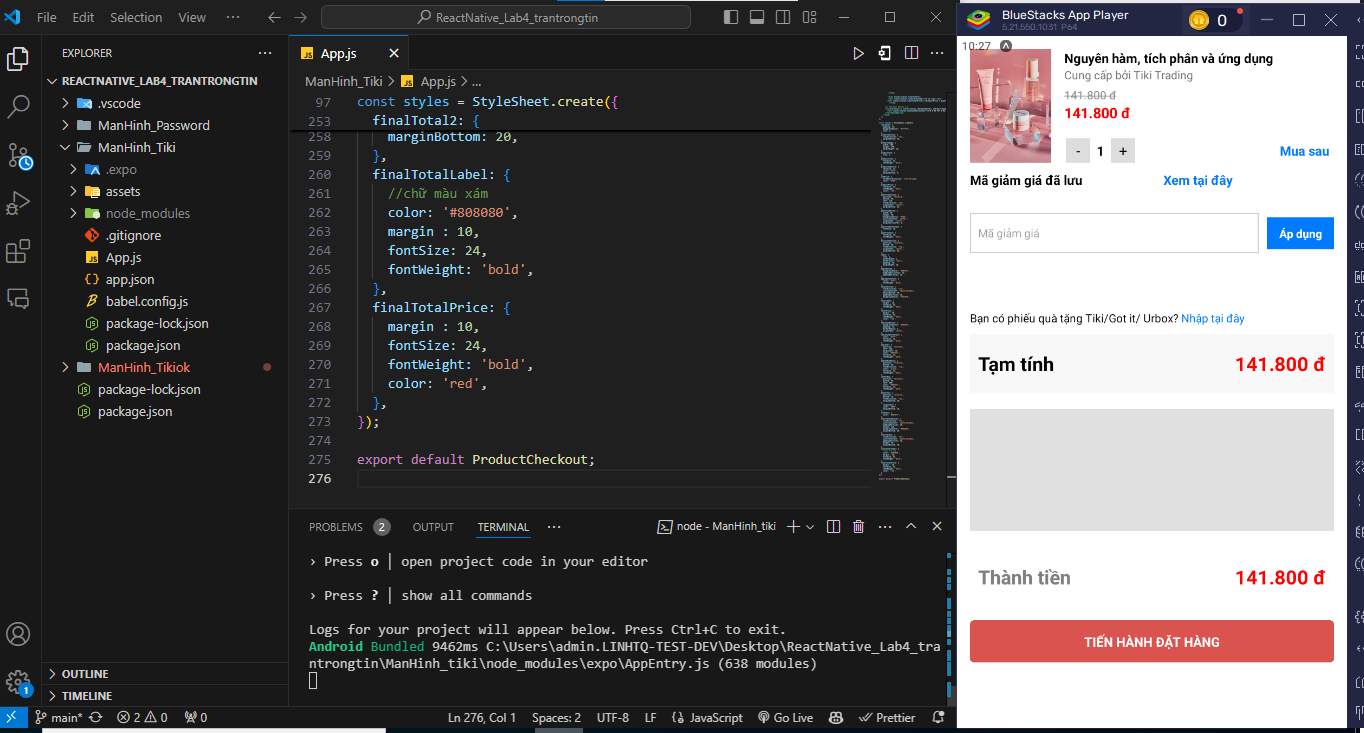 File Edit Selection View ··· ReactNative_Lab4_trantrongtin
EXPLORER ···
REACTNATIVE_LAB4_TRANTRONGTIN
.vscode
ManHinh_Password
ManHinh_Tiki
.expo
assets
node_modules
.gitignore
JS App.js
{} app.json
babel.config.js
package-lock.json
package.json
ManHinh_Tikiok
package-lock.json
package.json
OUTLINE
TIMELINE
1
JS App.js
ManHinh_Tiki > JS App.js > ...
97 const styles = StyleSheet.create({
253 finalTotal2: {
258 marginBottom: 20,
259 },
260 finalTotalLabel: {
261 //chữ màu xám
262 color: '#808080',
263 margin : 10,
264 fontSize: 24,
265 fontWeight: 'bold',
266 },
267 finalTotalPrice: {
268 margin : 10,
269 fontSize: 24,
270 fontWeight: 'bold',
271 color: 'red',
272 },
273 });
274
275 export default ProductCheckout;
276
PROBLEMS 2 OUTPUT TERMINAL ··· node - ManHinh_tiki
› Press o │ open project code in your editor
› Press ? │ show all commands
Logs for your project will appear below. Press Ctrl+C to exit.
Android Bundled 9462ms C:\Users\admin.LINHTQ-TEST-DEV\Desktop\ReactNative_Lab4_tra
ntrongtin\ManHinh_tiki\node_modules\expo\AppEntry.js (638 modules)
main* 2 0 0 Ln 276, Col 1 Spaces: 2 UTF-8 LF {} JavaScript Go Live Prettier
BlueStacks App Player
5.21.550.1031 P64
0
10:27
Nguyên hàm, tích phân và ứng dụng
Cung cấp bởi Tiki Trading
141.800 đ
141.800 đ
- 1 + Mua sau
Mã giảm giá đã lưu Xem tại đây
Mã giảm giá Áp dụng
Bạn có phiếu quà tặng Tiki/Got it/ Urbox? Nhập tại đây
Tạm tính 141.800 đ
Thành tiền 141.800 đ
TIẾN HÀNH ĐẶT HÀNG